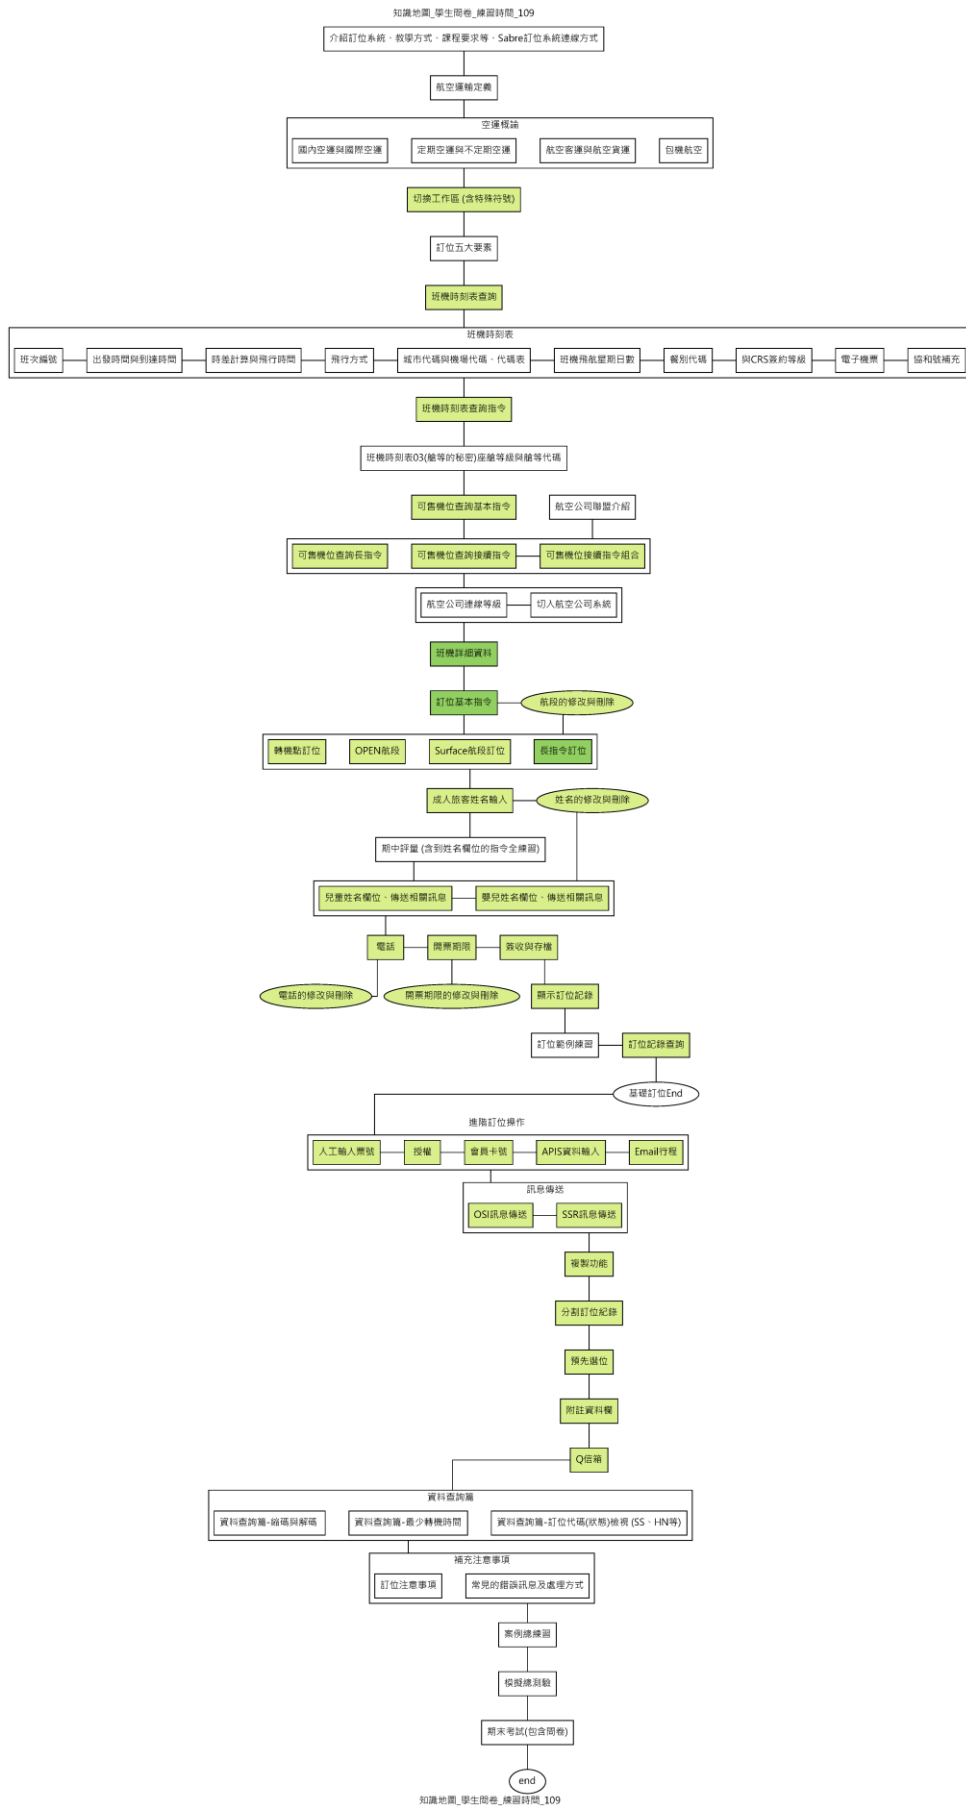 知識地圖_學生問卷_練習時間_109
介紹訂位系統、教學方式、課程要求等、Sabre訂位系統連線方式
航空運輸定義
空運概論
國內空運與國際空運
定期空運與不定期空運
航空客運與航空貨運
包機航空
切換工作區 (含特殊符號)
訂位五大要素
班機時刻表查詢
班機時刻表
班次編號
出發時間與到達時間
時差計算與飛行時間
飛行方式
城市代碼與機場代碼、代碼表
班機飛航星期日數
餐別代碼
與CRS簽約等級
電子機票
協和號補充
班機時刻表查詢指令
班機時刻表03(艙等的秘密)座艙等級與艙等代碼
可售機位查詢基本指令
航空公司聯盟介紹
可售機位查詢長指令
可售機位查詢接續指令
可售機位接續指令組合
航空公司連線等級
切入航空公司系統
班機詳細資料
訂位基本指令
航段的修改與刪除
轉機點訂位
OPEN航段
Surface航段訂位
長指令訂位
成人旅客姓名輸入
姓名的修改與刪除
期中評量 (含到姓名欄位的指令全練習)
兒童姓名欄位、傳送相關訊息
嬰兒姓名欄位、傳送相關訊息
電話
開票期限
簽收與存檔
電話的修改與刪除
開票期限的修改與刪除
顯示訂位記錄
訂位範例練習
訂位記錄查詢
基礎訂位End
進階訂位操作
人工輸入票號
授權
會員卡號
APIS資料輸入
Email行程
訊息傳送
OSI訊息傳送
SSR訊息傳送
複製功能
分割訂位紀錄
預先選位
附註資料欄
Q信箱
資料查詢篇
資料查詢篇-縮碼與解碼
資料查詢篇-最少轉機時間
資料查詢篇-訂位代碼(狀態)檢視 (SS、HN等)
補充注意事項
訂位注意事項
常見的錯誤訊息及處理方式
案例總練習
模擬總測驗
期末考試(包含問卷)
end
知識地圖_學生問卷_練習時間_109